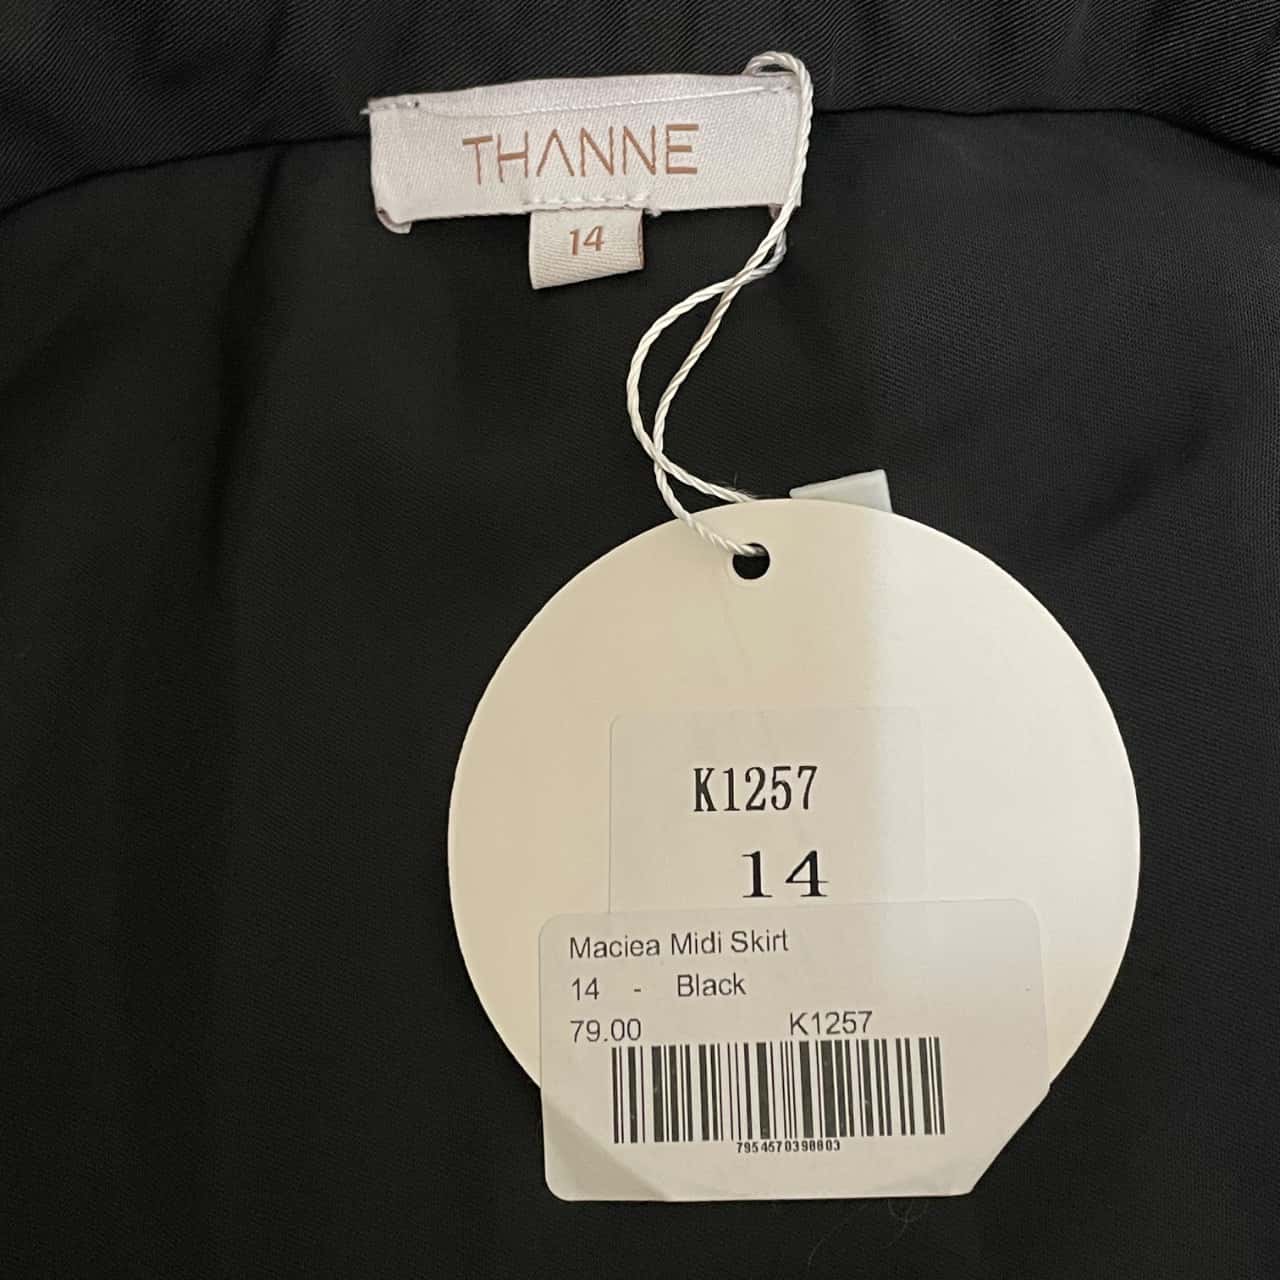 THANNE
14
K1257
14
Maciea Midi Skirt
14 - Black
79.00 K1257